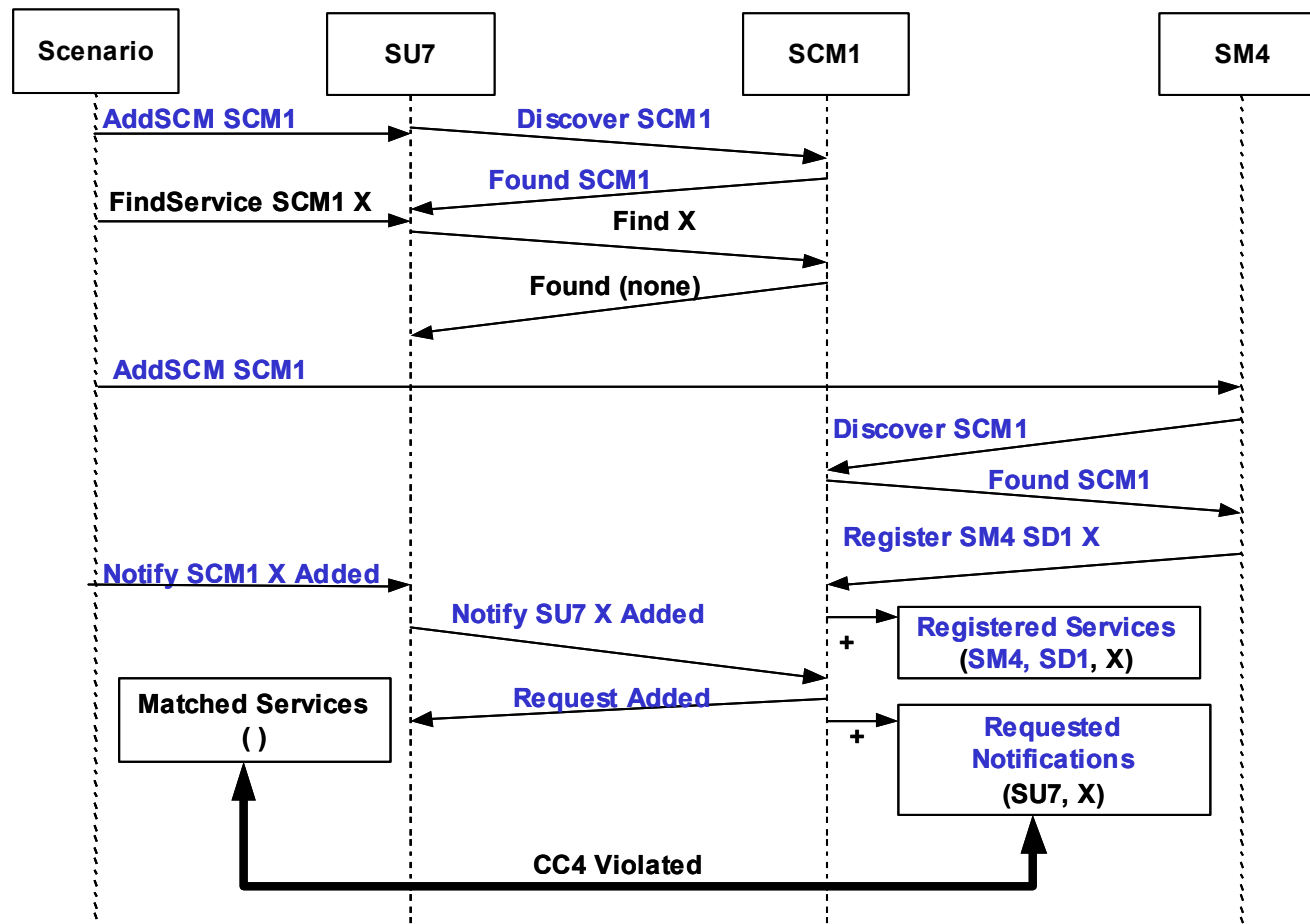 Scenario
SU7
SCM1
SM4
AddSCM SCM1
Discover SCM1
Found SCM1
FindService SCM1 X
Find X
Found (none)
AddSCM SCM1
Discover SCM1
Found SCM1
Register SM4 SD1 X
Notify SCM1 X Added
Notify SU7 X Added
+
Registered Services
(SM4, SD1, X)
Matched Services
( )
Request Added
+
Requested
Notifications
(SU7, X)
CC4 Violated